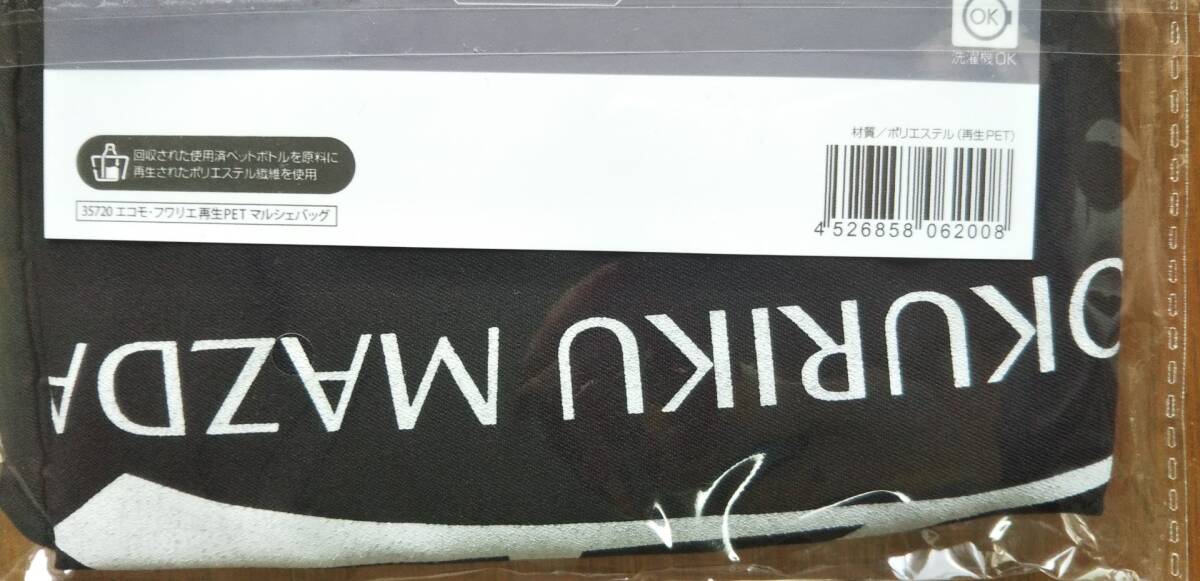 OK
洗濯機OK
材質／ポリエステル（再生PET）
回収された使用済ペットボトルを原料に
再生されたポリエステル繊維を使用
35720 エコモ・フワリエ 再生PET マルシェバッグ
4 526858 062008
OKURIKU MAZDA